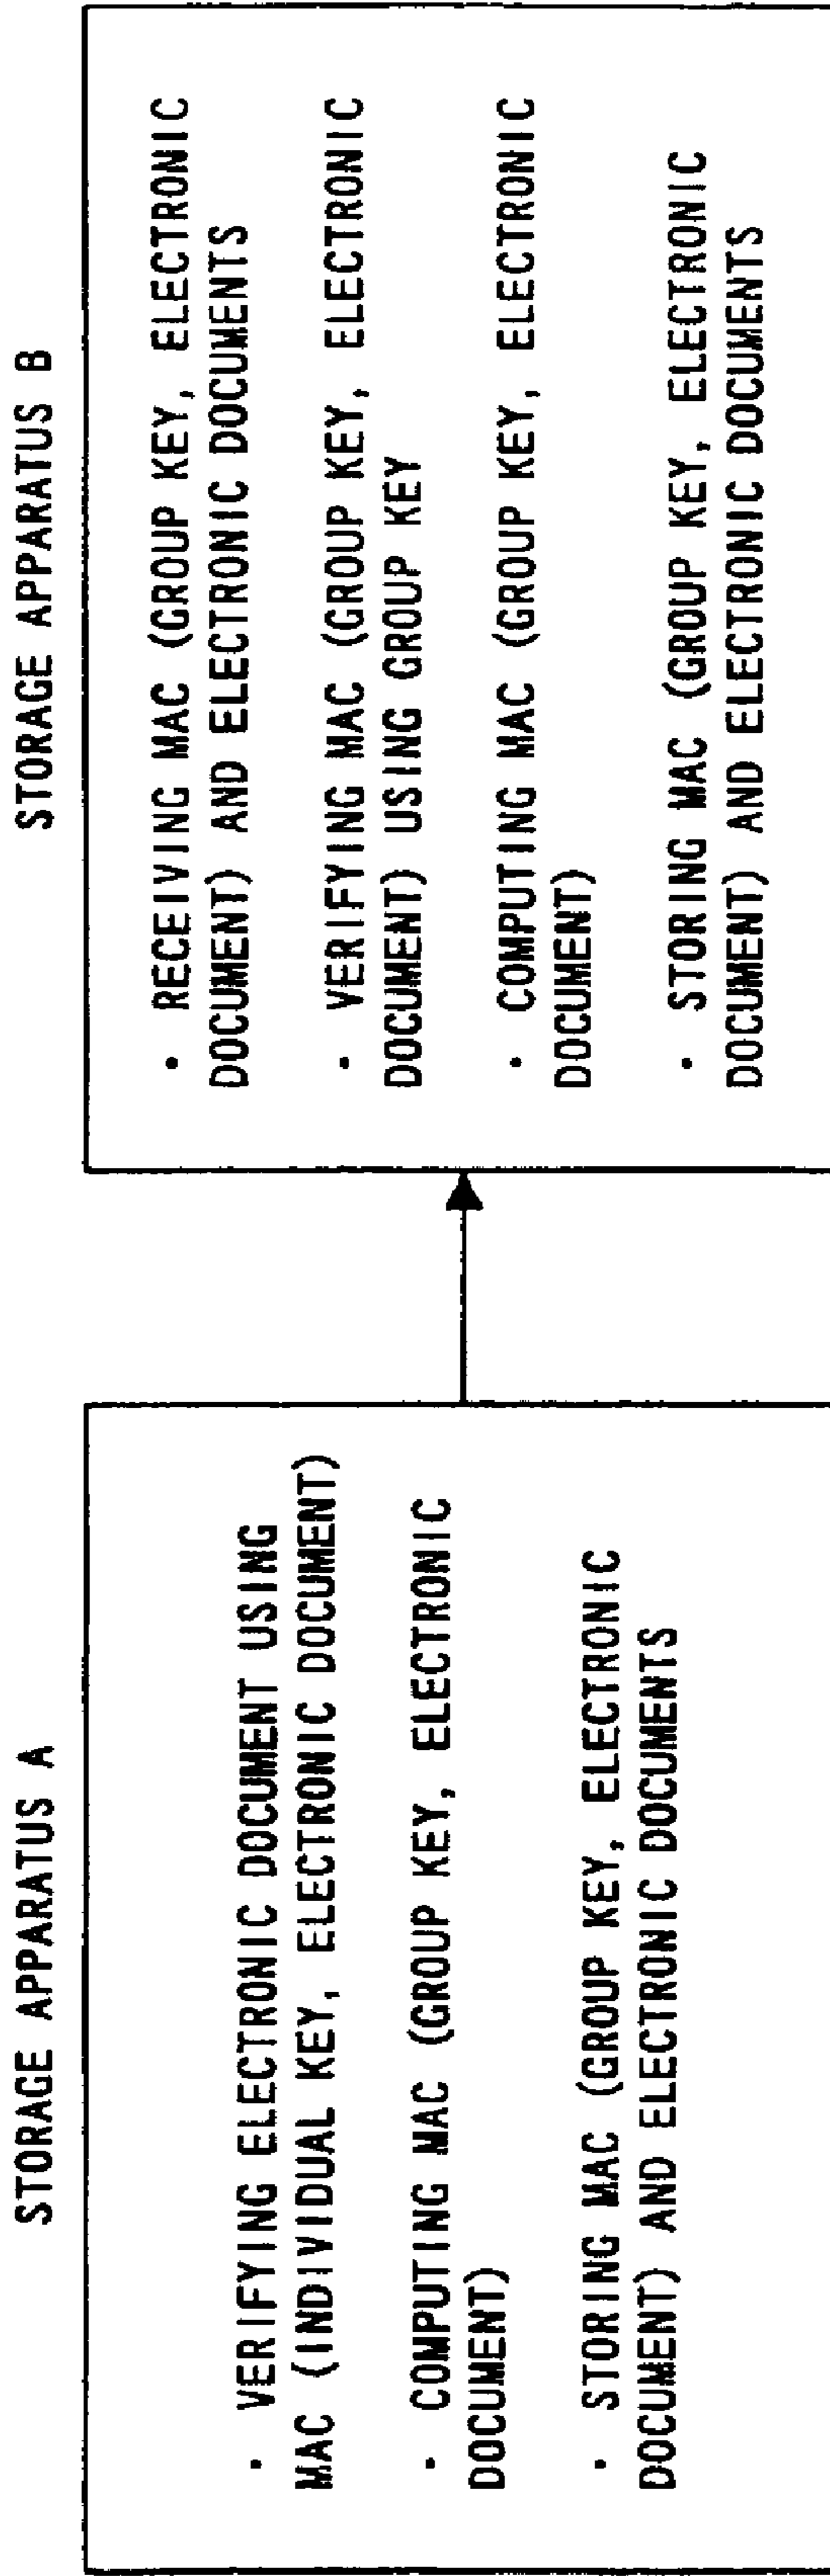 STORAGE APPARATUS A
· VERIFYING ELECTRONIC DOCUMENT USING
MAC (INDIVIDUAL KEY, ELECTRONIC DOCUMENT)
· COMPUTING MAC (GROUP KEY, ELECTRONIC
DOCUMENT)
· STORING MAC (GROUP KEY, ELECTRONIC
DOCUMENT) AND ELECTRONIC DOCUMENTS
STORAGE APPARATUS B
· RECEIVING MAC (GROUP KEY, ELECTRONIC
DOCUMENT) AND ELECTRONIC DOCUMENTS
· VERIFYING MAC (GROUP KEY, ELECTRONIC
DOCUMENT) USING GROUP KEY
· COMPUTING MAC (GROUP KEY, ELECTRONIC
DOCUMENT)
· STORING MAC (GROUP KEY, ELECTRONIC
DOCUMENT) AND ELECTRONIC DOCUMENTS